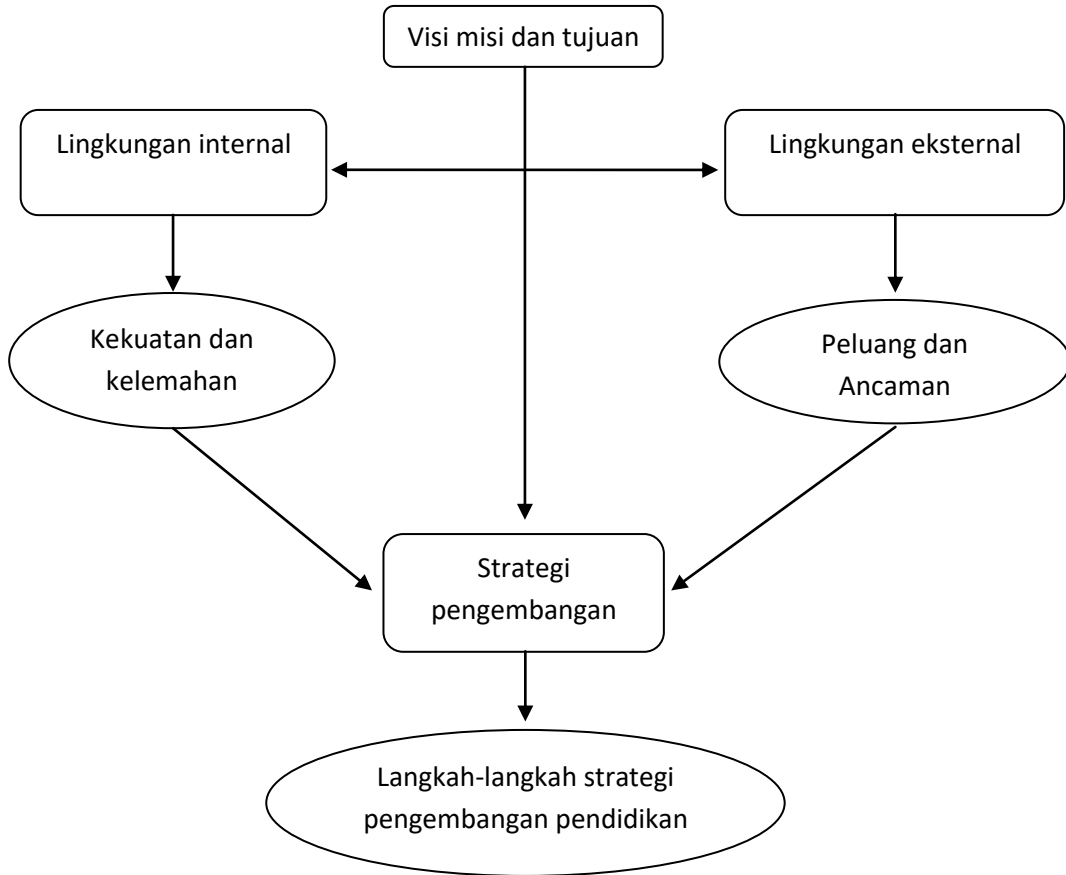 Visi misi dan tujuan
Lingkungan internal
Lingkungan eksternal
Kekuatan dan
kelemahan
Peluang dan
Ancaman
Strategi
pengembangan
Langkah-langkah strategi
pengembangan pendidikan